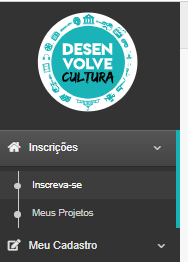 DESEN
VOLVE
CULTURA
Inscrições
Inscreva-se
Meus Projetos
Meu Cadastro